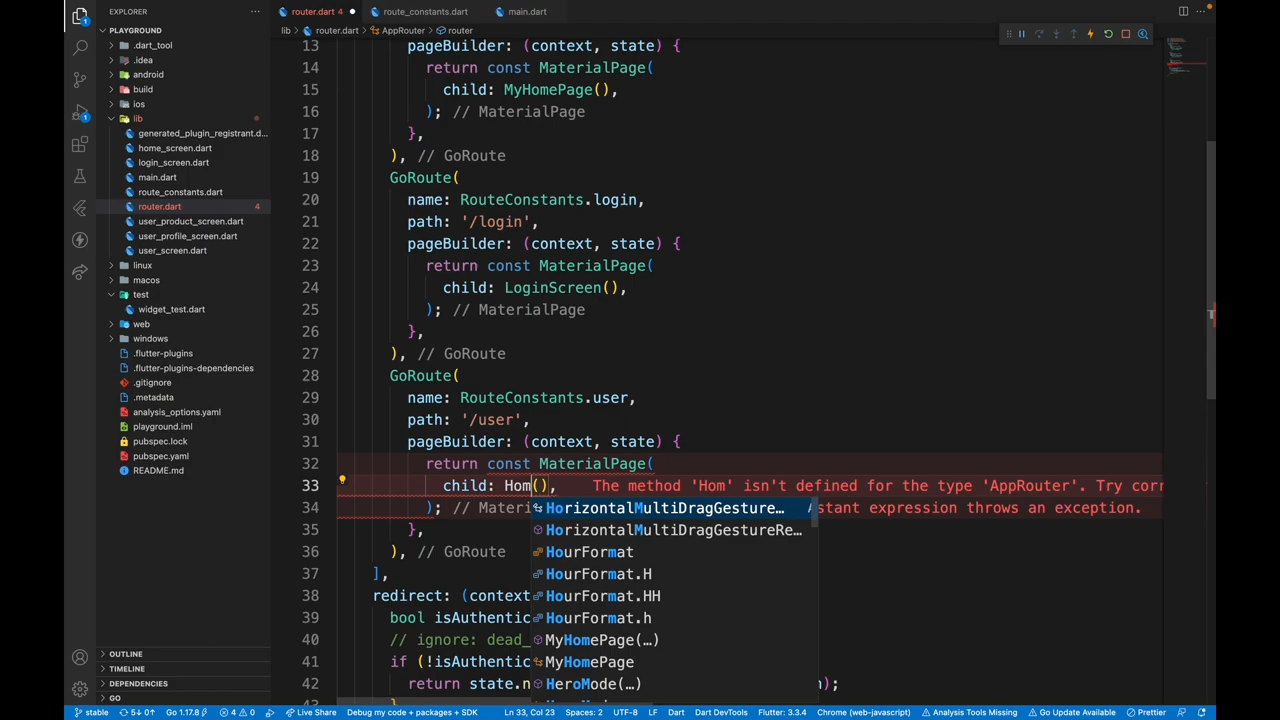 EXPLORER
PLAYGROUND
.dart_tool
.idea
android
build
ios
lib
generated_plugin_registrant.d...
home_screen.dart
login_screen.dart
main.dart
route_constants.dart
router.dart 4
user_product_screen.dart
user_profile_screen.dart
user_screen.dart
linux
macos
test
widget_test.dart
web
windows
.flutter-plugins
.flutter-plugins-dependencies
.gitignore
.metadata
analysis_options.yaml
playground.iml
pubspec.lock
pubspec.yaml
README.md
OUTLINE
TIMELINE
DEPENDENCIES
GO
router.dart 4 route_constants.dart main.dart
lib router.dart AppRouter router
13 pageBuilder: (context, state) {
14 return const MaterialPage(
15 child: MyHomePage(),
16 ); // MaterialPage
17 },
18 ), // GoRoute
19 GoRoute(
20 name: RouteConstants.login,
21 path: '/login',
22 pageBuilder: (context, state) {
23 return const MaterialPage(
24 child: LoginScreen(),
25 ); // MaterialPage
26 },
27 ), // GoRoute
28 GoRoute(
29 name: RouteConstants.user,
30 path: '/user',
31 pageBuilder: (context, state) {
32 return const MaterialPage(
33 child: Hom(), The method 'Hom' isn't defined for the type 'AppRouter'. Try corr
34 ); // Materi stant expression throws an exception.
35 },
36 ), // GoRoute
37 ],
38 redirect: (context
39 bool isAuthentic
40 // ignore: dead_
41 if (!isAuthentic
42 return state.n );
HorizontalMultiDragGesture...
HorizontalMultiDragGestureRe...
HourFormat
HourFormat.H
HourFormat.HH
HourFormat.h
MyHomePage(…)
MyHomePage
HeroMode(…)
stable 5↓ 0↑ Go 1.17.8 4 0 Live Share Debug my code + packages + SDK Ln 33, Col 23 Spaces: 2 UTF-8 LF Dart Dart DevTools Flutter: 3.3.4 Chrome (web-javascript) Analysis Tools Missing Go Update Available Prettier